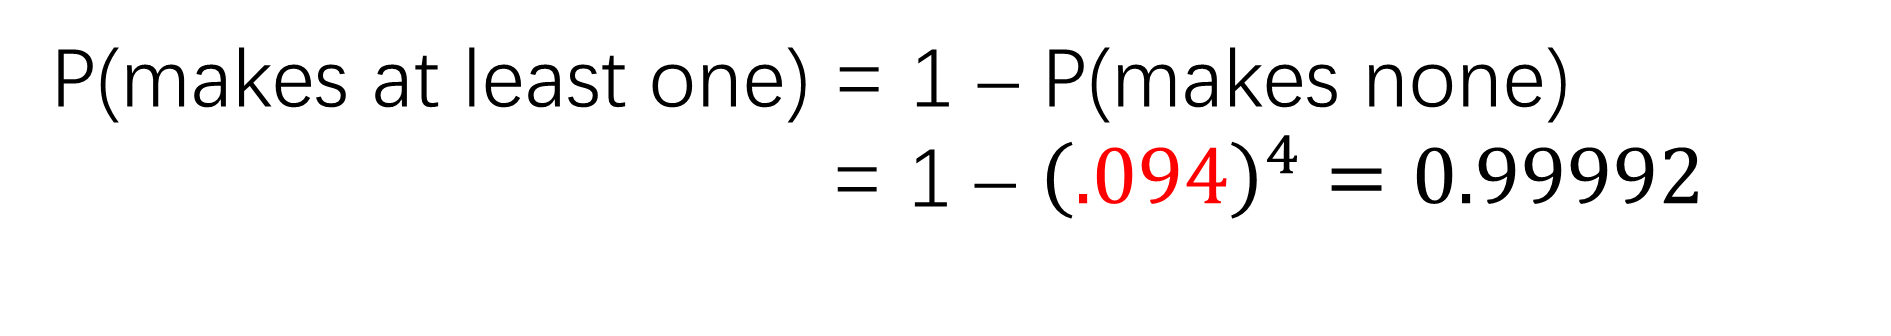 P(makes at least one) = 1 – P(makes none)
= 1 – (.094)⁴ = 0.99992